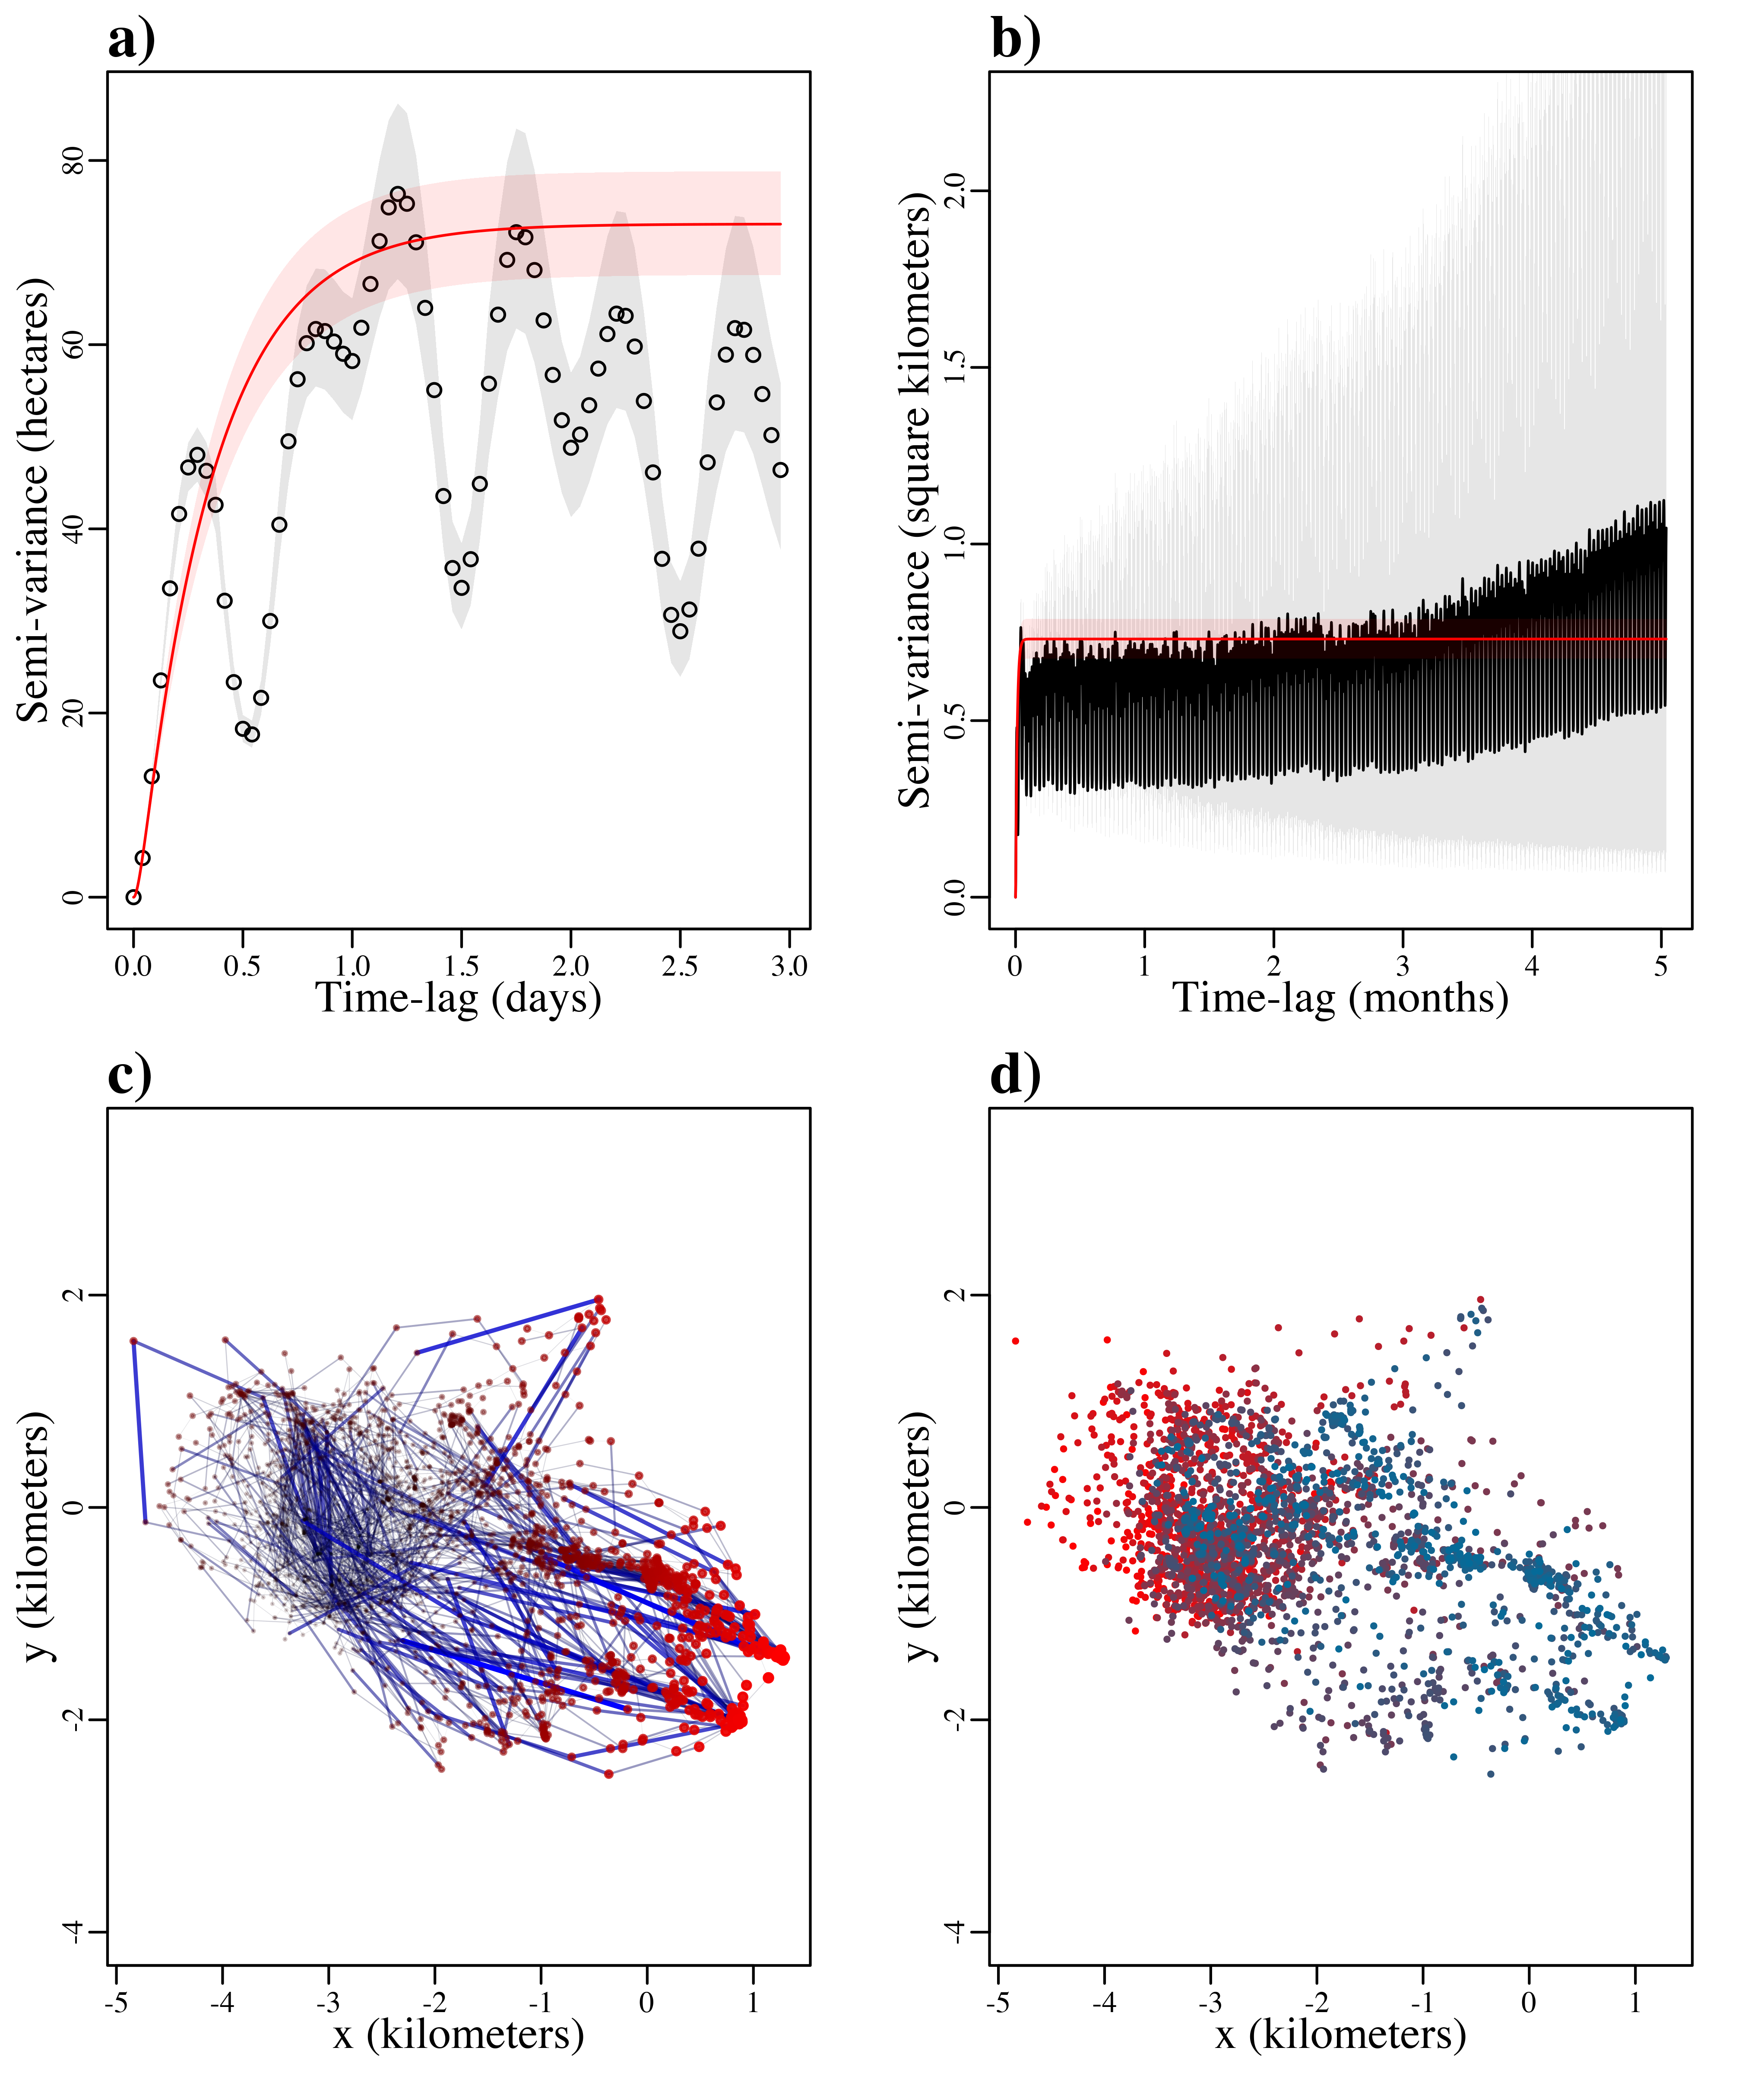 a)
Semi-variance (hectares)
80
60
40
20
0
0.0 0.5 1.0 1.5 2.0 2.5 3.0
Time-lag (days)
b)
Semi-variance (square kilometers)
2.0
1.5
1.0
0.5
0.0
0 1 2 3 4 5
Time-lag (months)
c)
y (kilometers)
2
0
-2
-4
-5 -4 -3 -2 -1 0 1
x (kilometers)
d)
y (kilometers)
2
0
-2
-4
-5 -4 -3 -2 -1 0 1
x (kilometers)